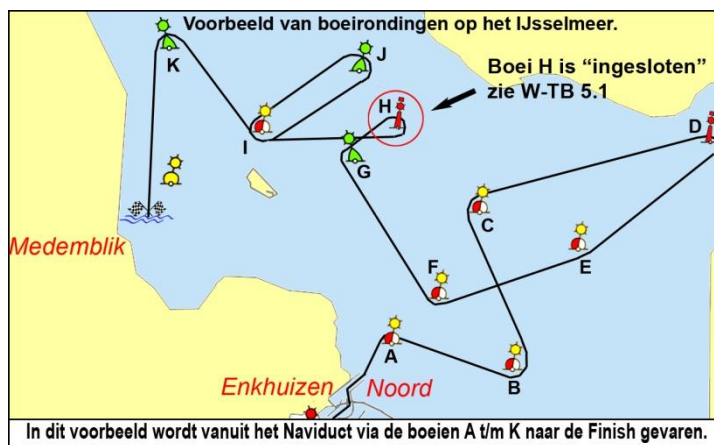 Voorbeeld van boeirondingen op het IJsselmeer.
K
J
Boei H is “ingesloten”
zie W-TB 5.1
H
D
I
G
C
Medemblik
E
F
A
B
Enkhuizen Noord
In dit voorbeeld wordt vanuit het Naviduct via de boeien A t/m K naar de Finish gevaren.